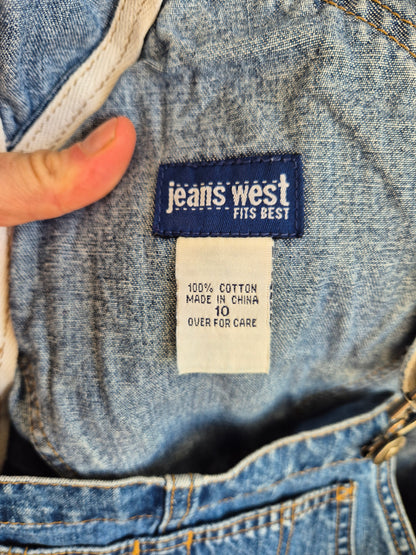 jeans west
FITS BEST
100% COTTON
MADE IN CHINA
10
OVER FOR CARE